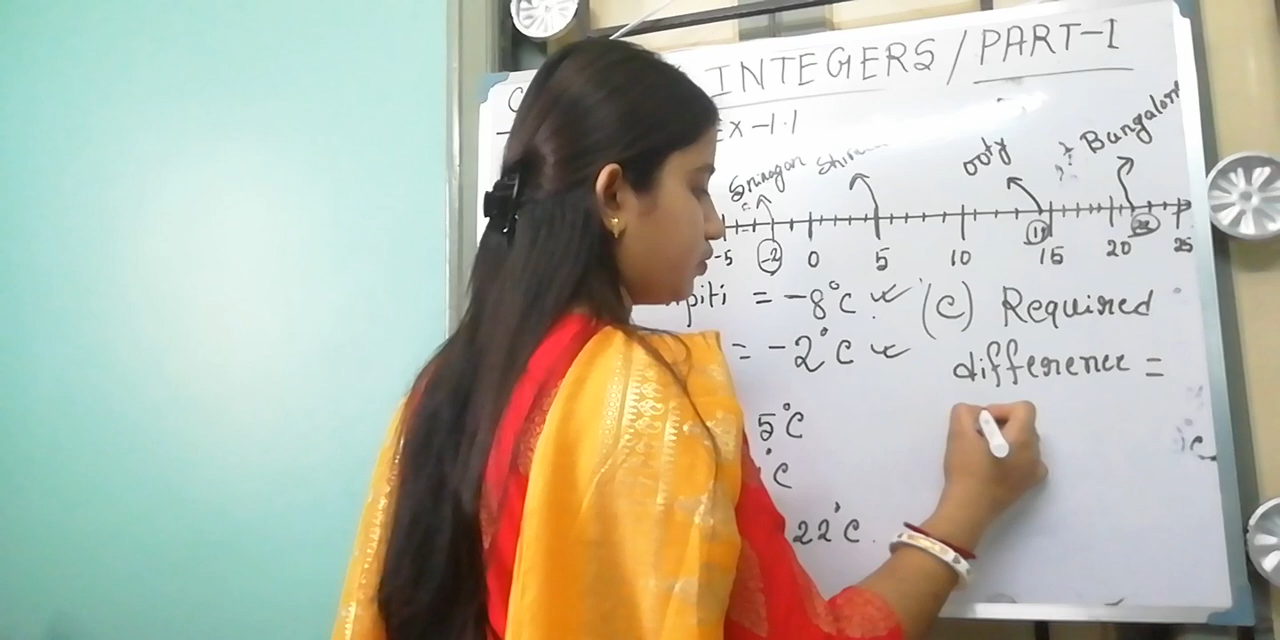 INTEGERS / PART-1
EX-1.1
Srinagar Ooty Bangalore
-5 -2 0 5 10 15 20 22 25
piti = -8°C (c) Required
= -2°C difference =
5°C
°C
22°C.